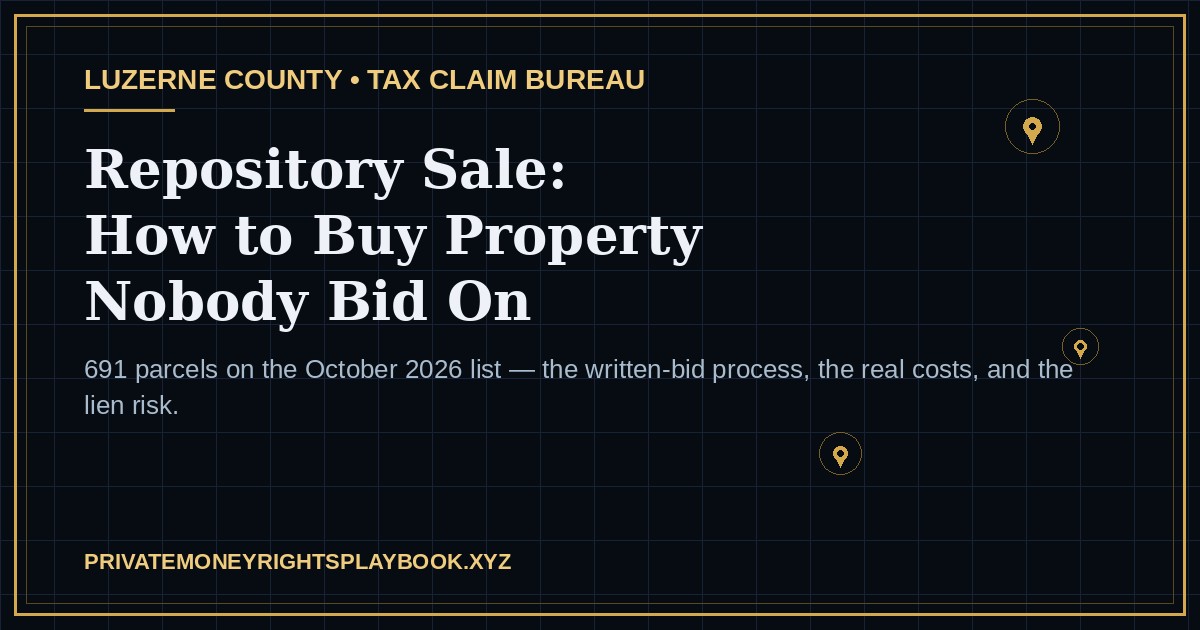 LUZERNE COUNTY • TAX CLAIM BUREAU
Repository Sale:
How to Buy Property
Nobody Bid On
691 parcels on the October 2026 list — the written-bid process, the real costs, and the
lien risk.
PRIVATEMONEYRIGHTSPLAYBOOK.XYZ